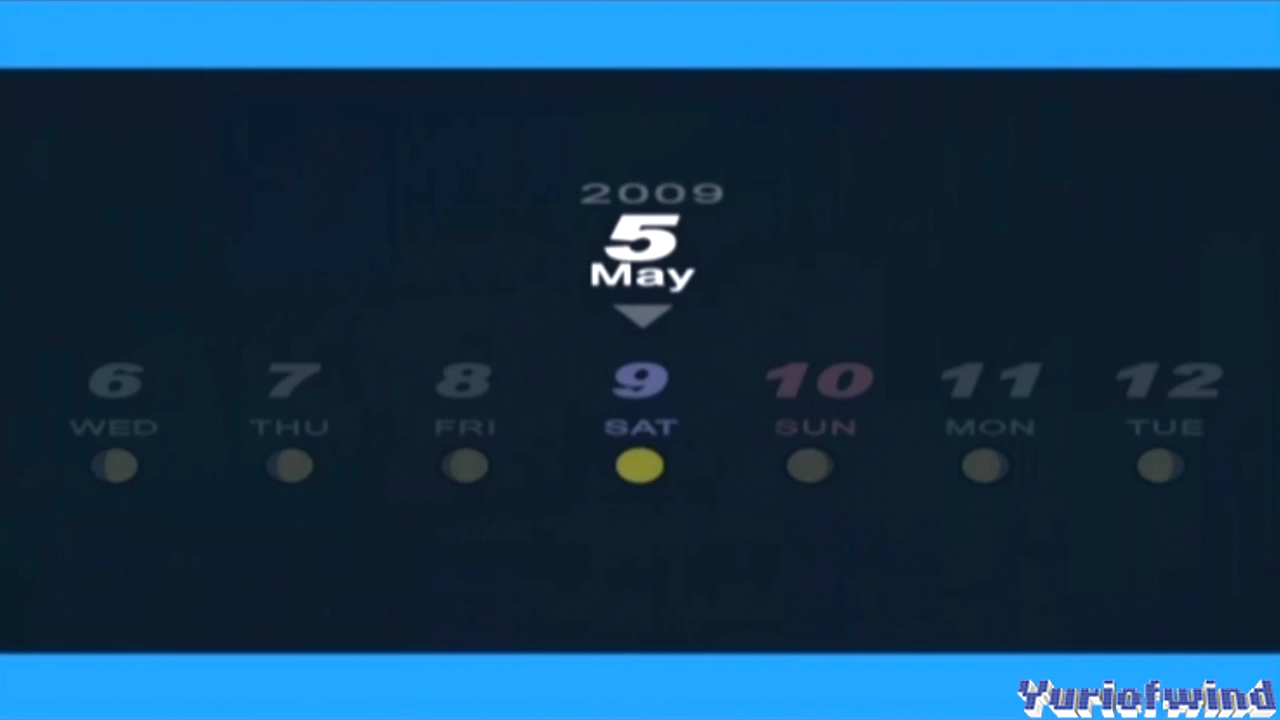 2009
5
May
6 7 8 9 10 11 12
WED THU FRI SAT SUN MON TUE
Yuriofwind